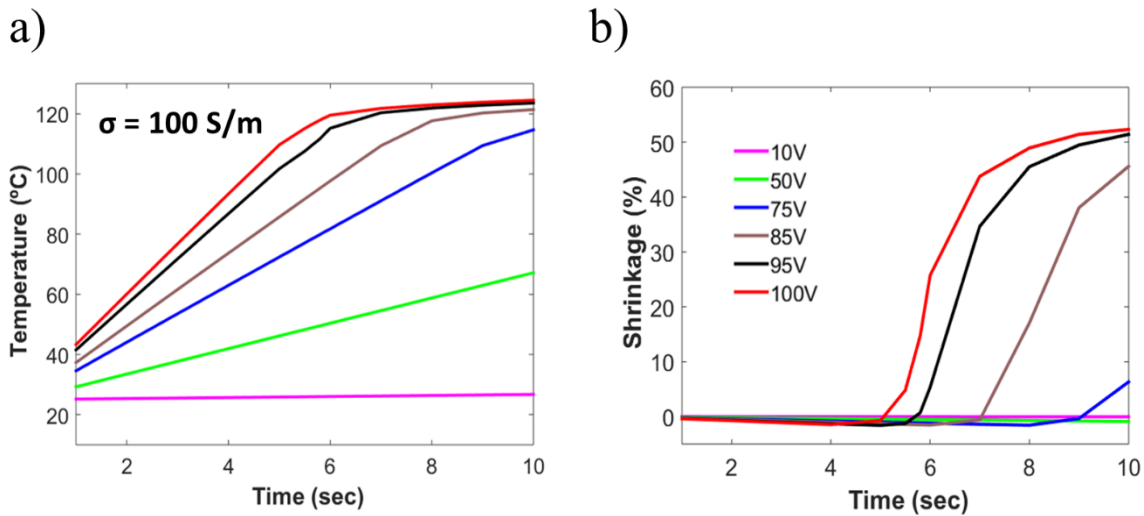 a)
b)
σ = 100 S/m
120
100
80
60
40
20
2
4
6
8
10
Temperature (ºC)
Time (sec)
60
50
40
30
20
10
0
2
4
6
8
10
Shrinkage (%)
Time (sec)
10V
50V
75V
85V
95V
100V